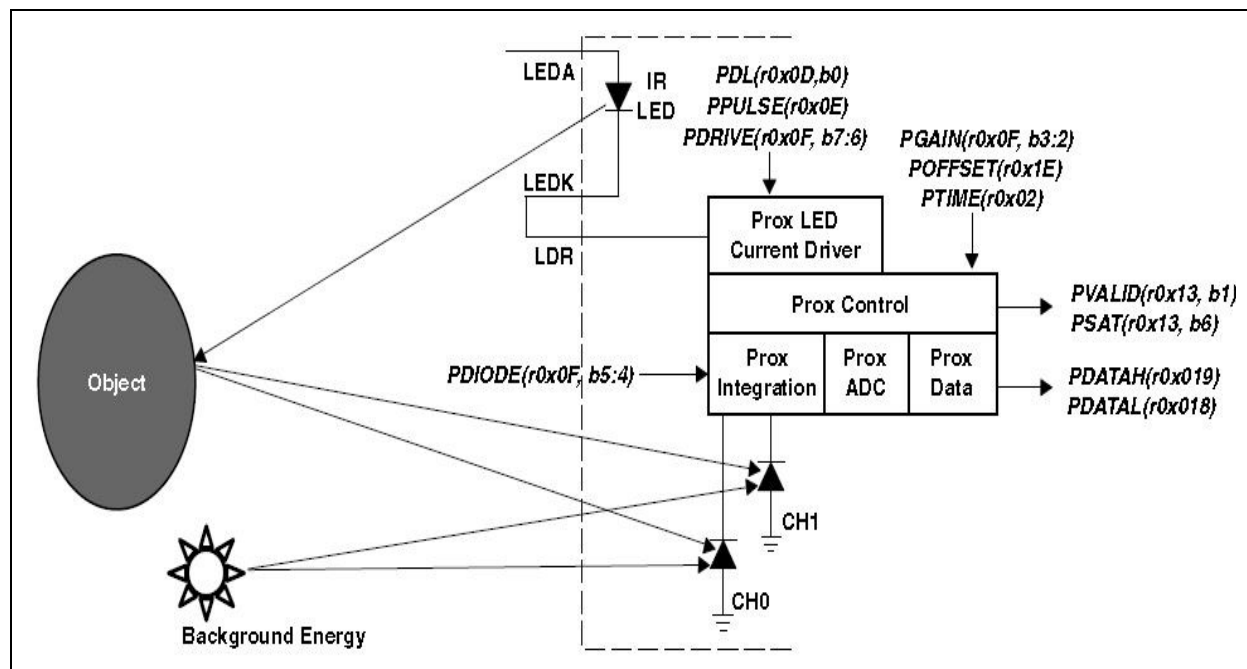 LEDA
IR
LED
LEDK
LDR
PDL(r0x0D,b0)
PPULSE(r0x0E)
PDRIVE(r0x0F, b7:6)
PGAIN(r0x0F, b3:2)
POFFSET(r0x1E)
PTIME(r0x02)
Prox LED
Current Driver
Prox Control
PVALID(r0x13, b1)
PSAT(r0x13, b6)
Object
PDIODE(r0x0F, b5:4)
Prox
Integration
Prox
ADC
Prox
Data
PDATAH(r0x019)
PDATAL(r0x018)
CH1
CH0
Background Energy